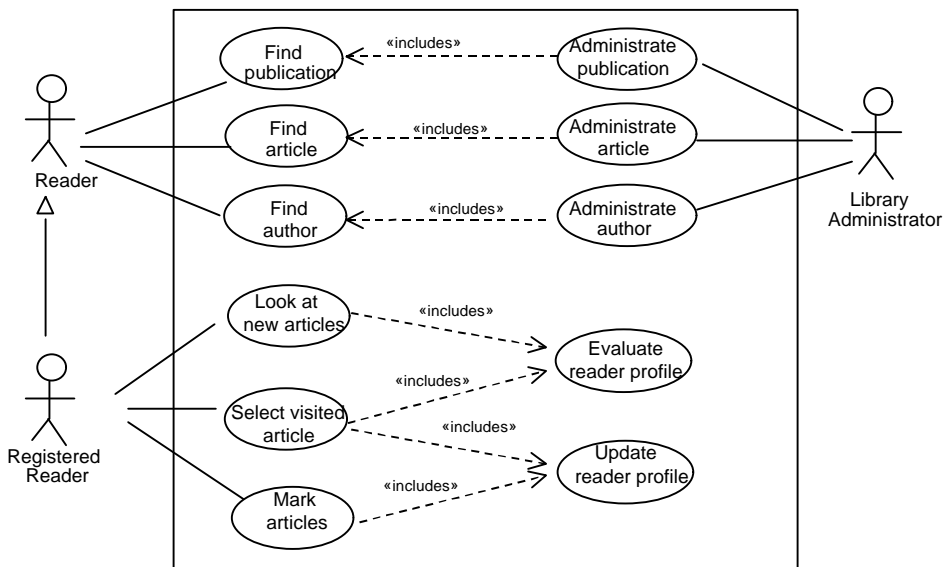 Find
publication
«includes»
Administrate
publication
Find
article
«includes»
Administrate
article
Reader
Find
author
«includes»
Administrate
author
Library
Administrator
Look at
new articles
«includes»
Evaluate
reader profile
«includes»
Select visited
article
«includes»
Registered
Reader
Update
reader profile
«includes»
Mark
articles